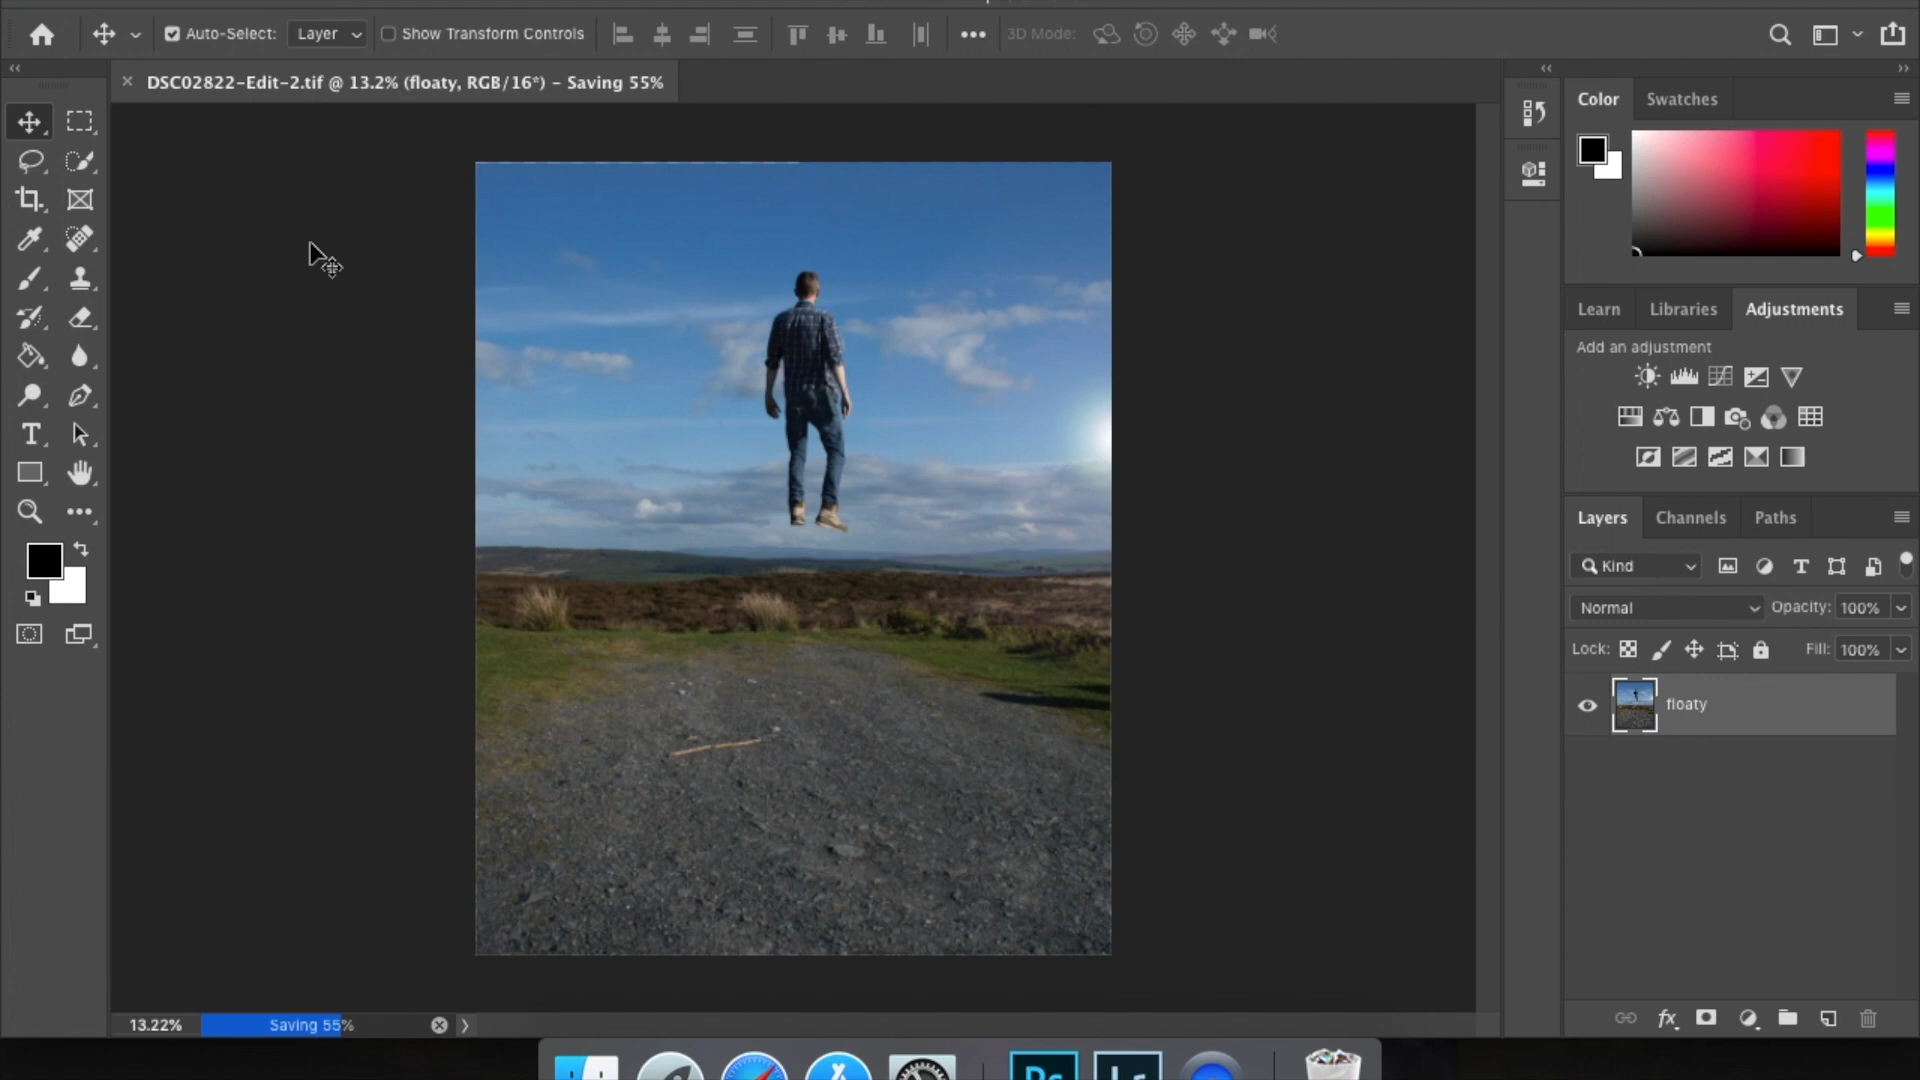 Auto-Select:
Layer
Show Transform Controls
3D Mode:
DSC02822-Edit-2.tif @ 13.2% (floaty, RGB/16*) - Saving 55%
Color
Swatches
Learn
Libraries
Adjustments
Add an adjustment
Layers
Channels
Paths
Kind
Normal
Opacity: 100%
Lock:
Fill: 100%
floaty
13.22%
Saving 55%
Ps
Lr